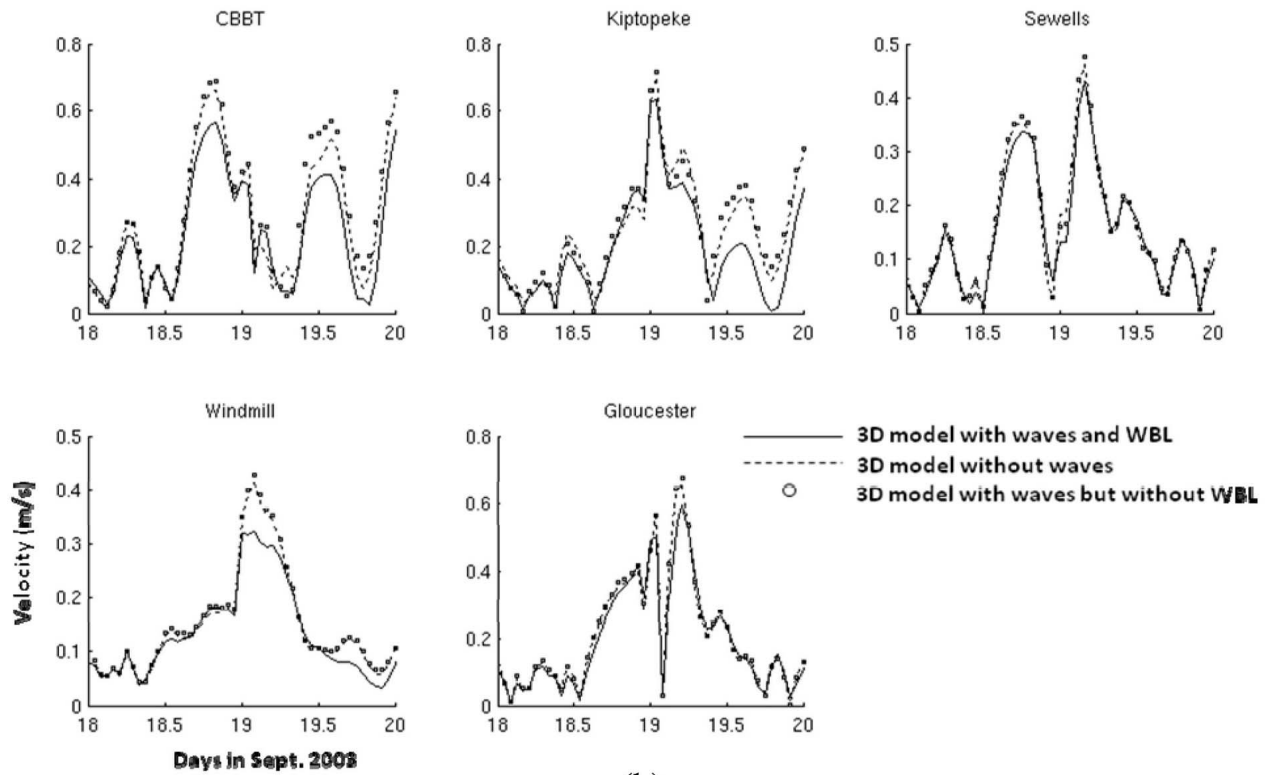 CBBT
0.8
0.6
0.4
0.2
0
18 18.5 19 19.5 20
Kiptopeke
0.8
0.6
0.4
0.2
0
18 18.5 19 19.5 20
Sewells
0.5
0.4
0.3
0.2
0.1
0
18 18.5 19 19.5 20
Windmill
0.5
0.4
0.3
0.2
0.1
0
18 18.5 19 19.5 20
Velocity (m/s)
Days in Sept. 2003
Gloucester
0.8
0.6
0.4
0.2
0
18 18.5 19 19.5 20
3D model with waves and WBL
3D model without waves
3D model with waves but without WBL